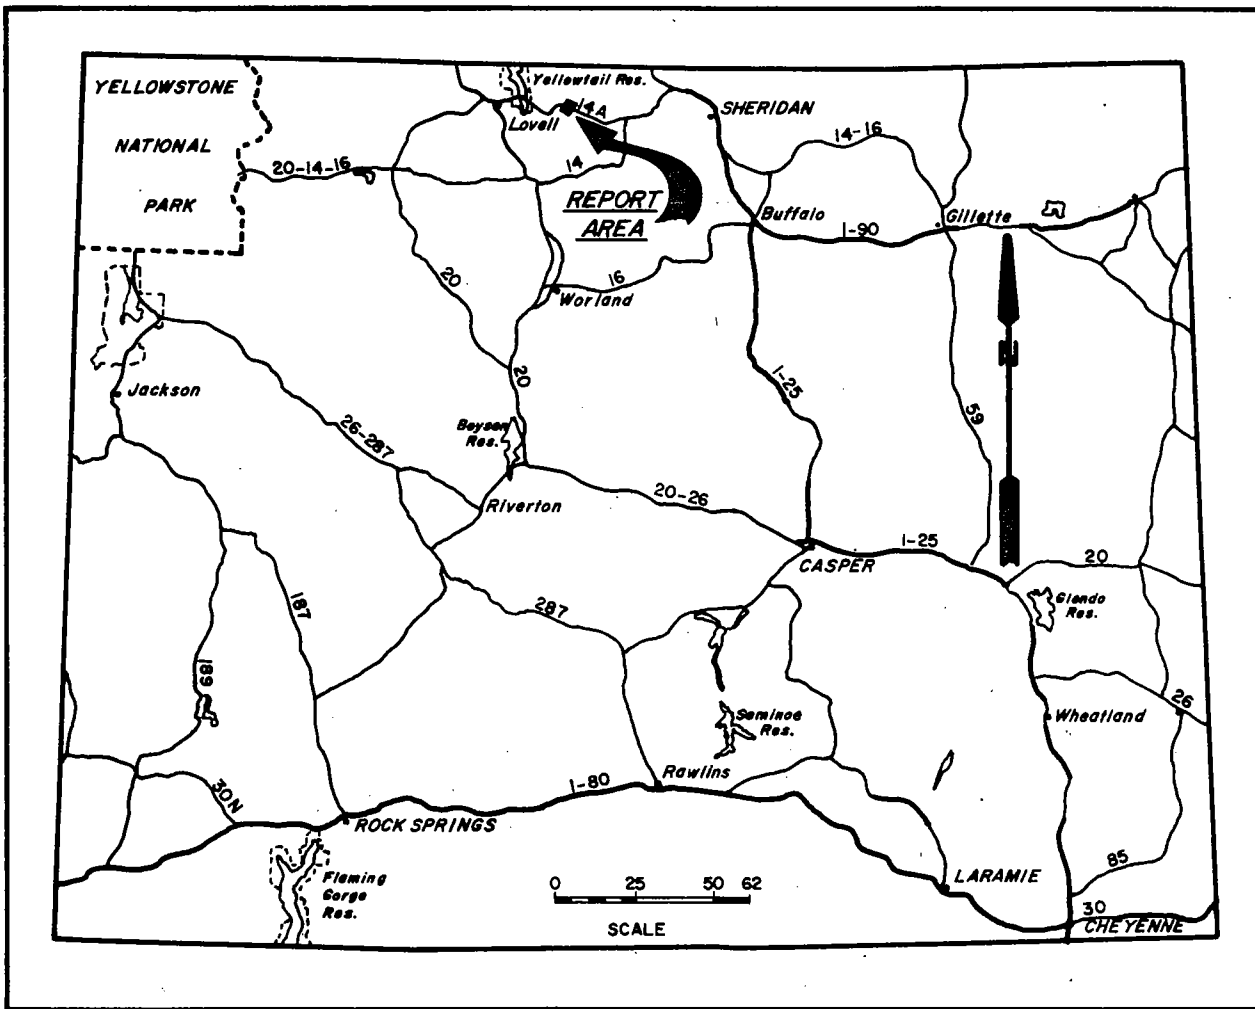 YELLOWSTONE
NATIONAL
PARK
Yellowtail Res.
14A
Lovell
SHERIDAN
14-16
20-14-16
14
REPORT
AREA
Buffalo
Gillette
I-90
20
16
Worland
N
Jackson
20
I-25
59
Boysen
Res.
26-287
Riverton
20-26
CASPER
I-25
20
Glendo
Res.
187
287
189
26
Seminoe
Res.
Wheatland
Rawlins
30N
I-80
ROCK SPRINGS
Flaming
Gorge
Res.
0 25 50 62
SCALE
LARAMIE
85
30
CHEYENNE